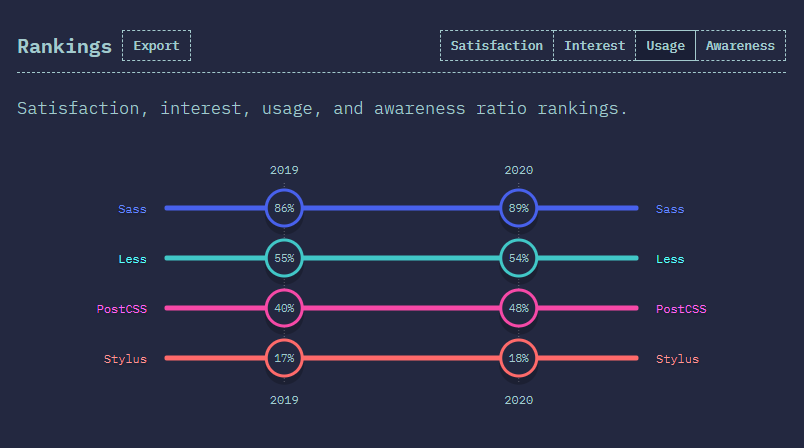 Rankings Export Satisfaction Interest Usage Awareness
Satisfaction, interest, usage, and awareness ratio rankings.
2019 2020
Sass 86% 89% Sass
Less 55% 54% Less
PostCSS 40% 48% PostCSS
Stylus 17% 18% Stylus
2019 2020